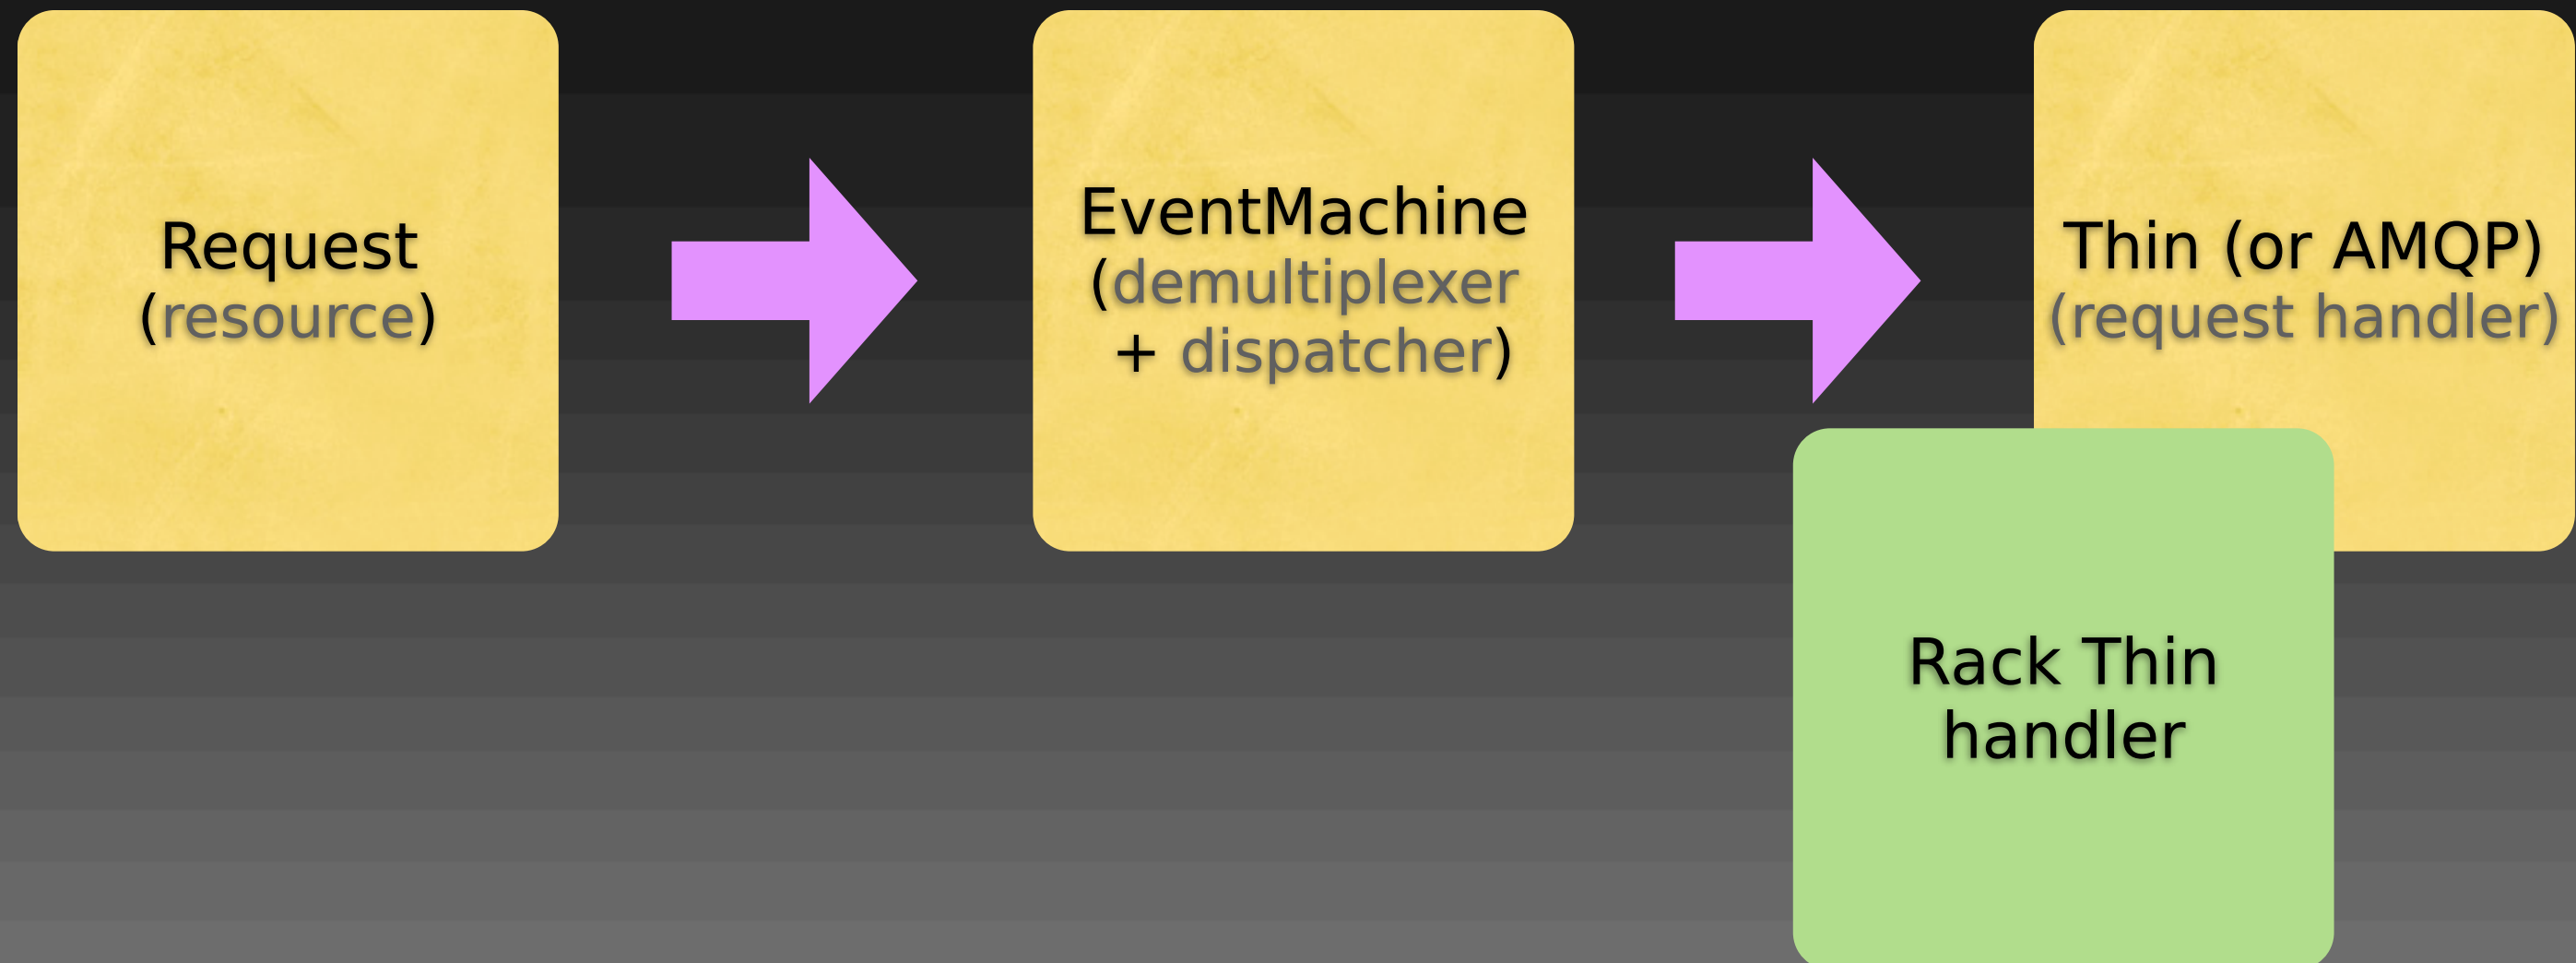 Request
(resource)
EventMachine
(demultiplexer
+ dispatcher)
Thin (or AMQP)
(request handler)
Rack Thin
handler